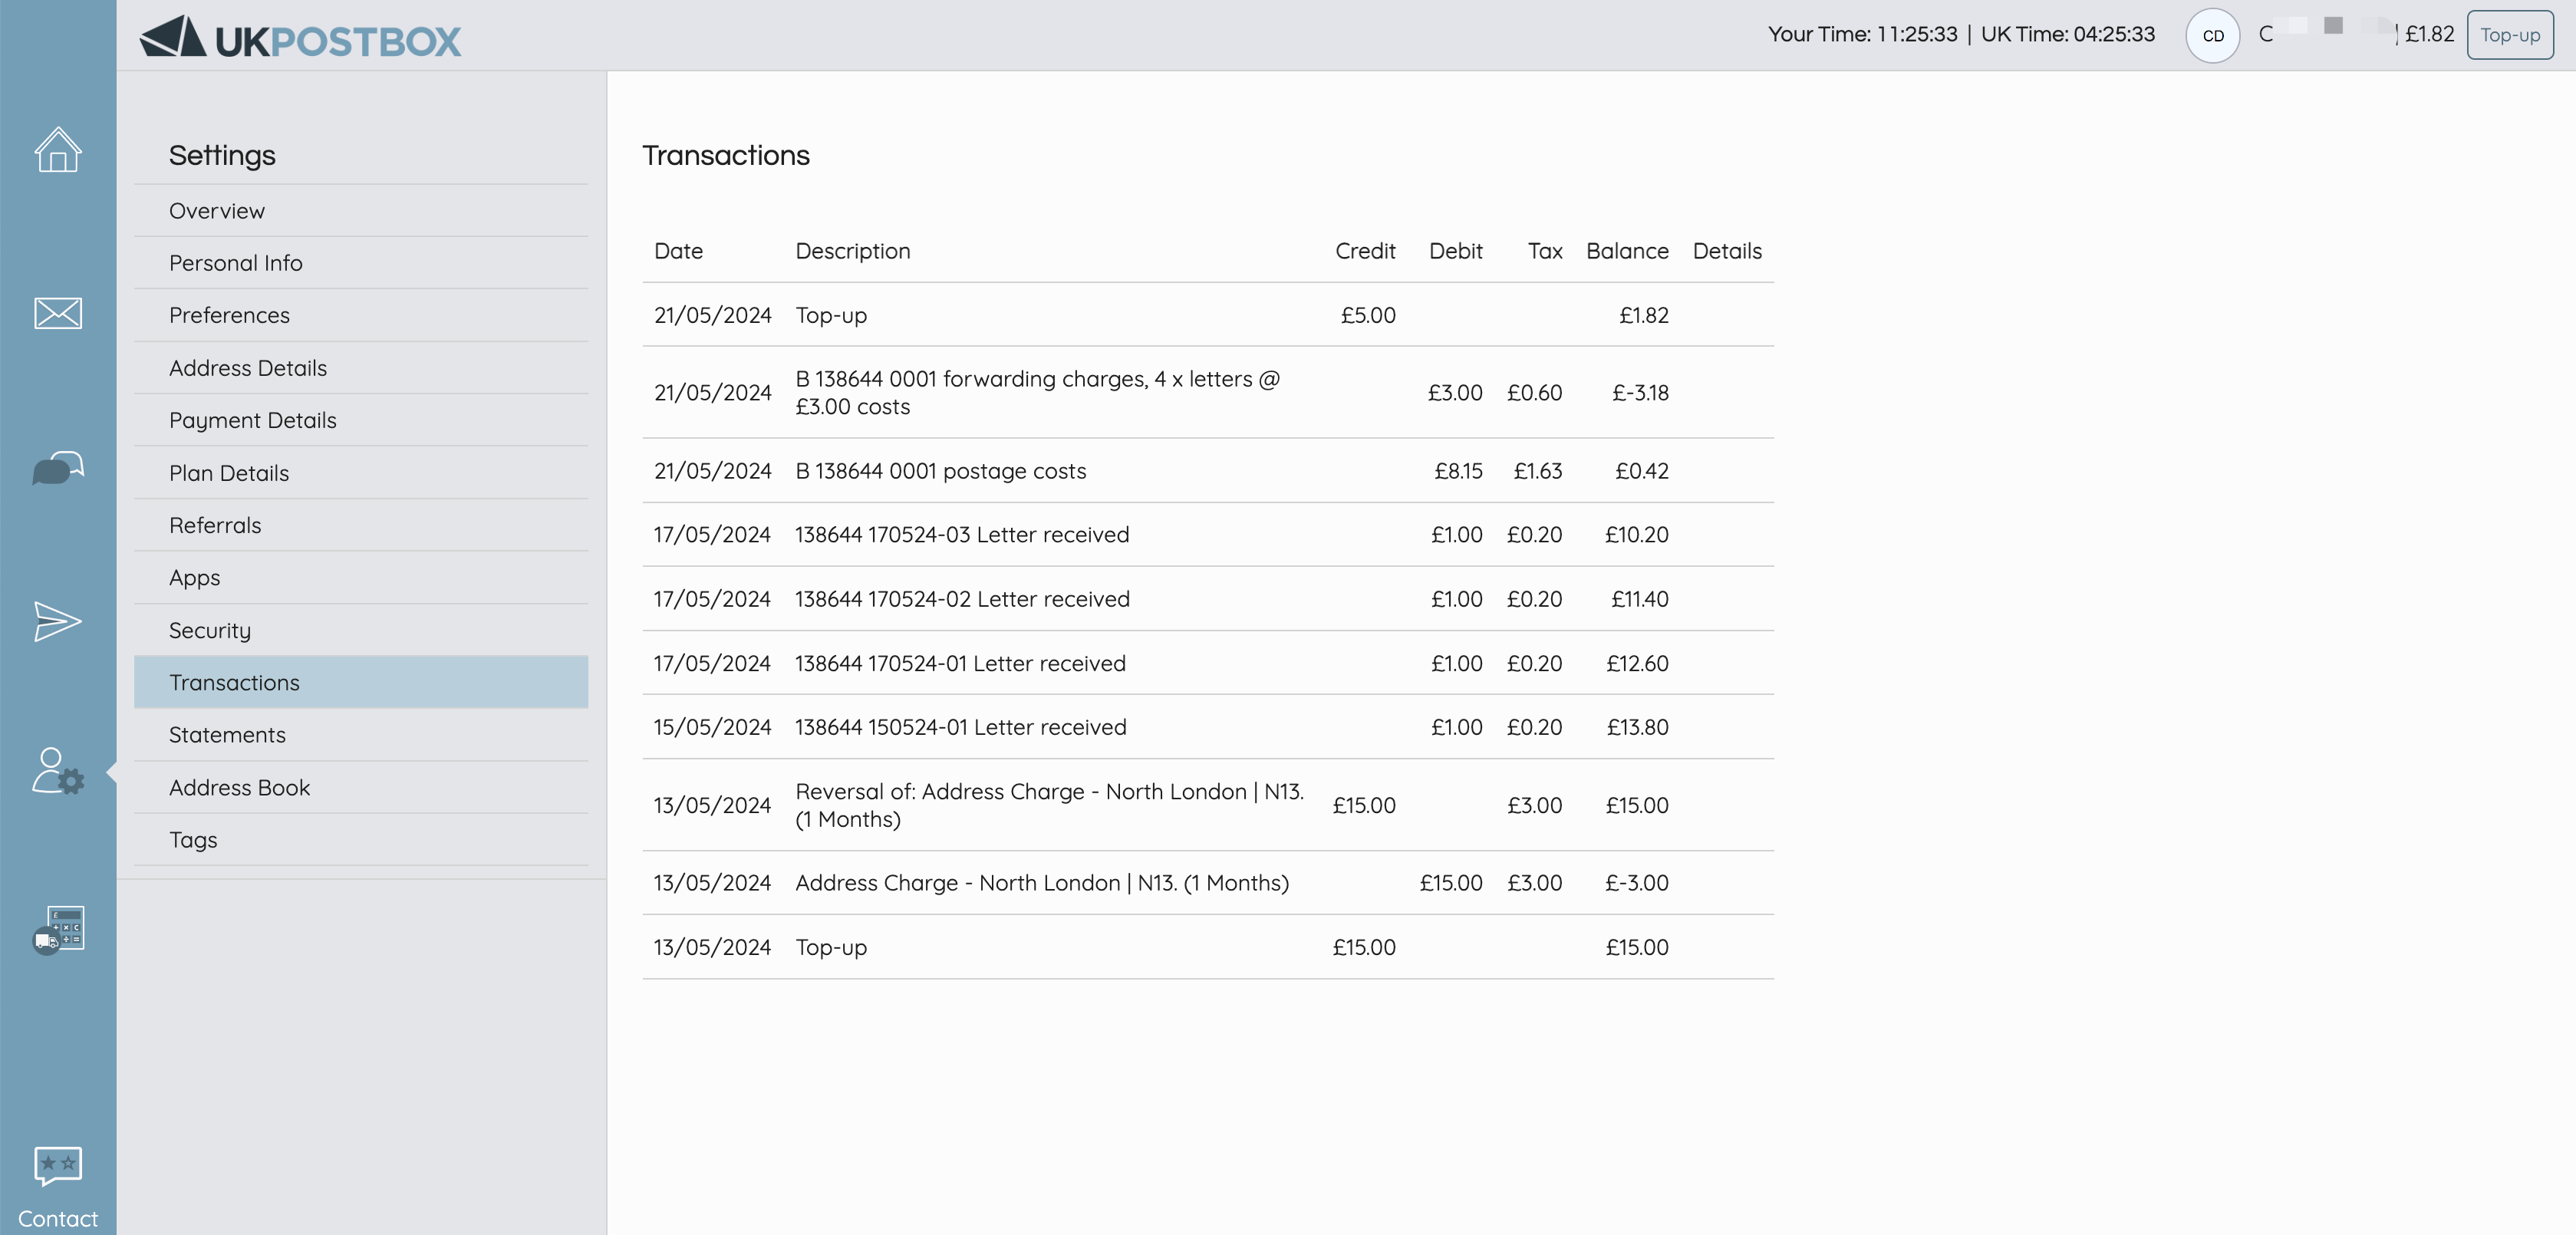 UKPOSTBOX
Your Time: 11:25:33 | UK Time: 04:25:33
CD
C
| £1.82
Top-up
Settings
Overview
Personal Info
Preferences
Address Details
Payment Details
Plan Details
Referrals
Apps
Security
Transactions
Statements
Address Book
Tags
Contact
Transactions
Date Description Credit Debit Tax Balance Details
21/05/2024 Top-up £5.00 £1.82
21/05/2024 B 138644 0001 forwarding charges, 4 x letters @ £3.00 £0.60 £-3.18
£3.00 costs
21/05/2024 B 138644 0001 postage costs £8.15 £1.63 £0.42
17/05/2024 138644 170524-03 Letter received £1.00 £0.20 £10.20
17/05/2024 138644 170524-02 Letter received £1.00 £0.20 £11.40
17/05/2024 138644 170524-01 Letter received £1.00 £0.20 £12.60
15/05/2024 138644 150524-01 Letter received £1.00 £0.20 £13.80
13/05/2024 Reversal of: Address Charge - North London | N13. £15.00 £3.00 £15.00
(1 Months)
13/05/2024 Address Charge - North London | N13. (1 Months) £15.00 £3.00 £-3.00
13/05/2024 Top-up £15.00 £15.00